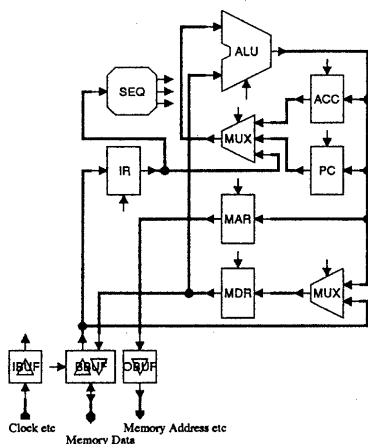 ALU
SEQ
ACC
MUX
IR
PC
MAR
MDR
MUX
IBUF
BBUF
OBUF
Clock etc
Memory Address etc
Memory Data